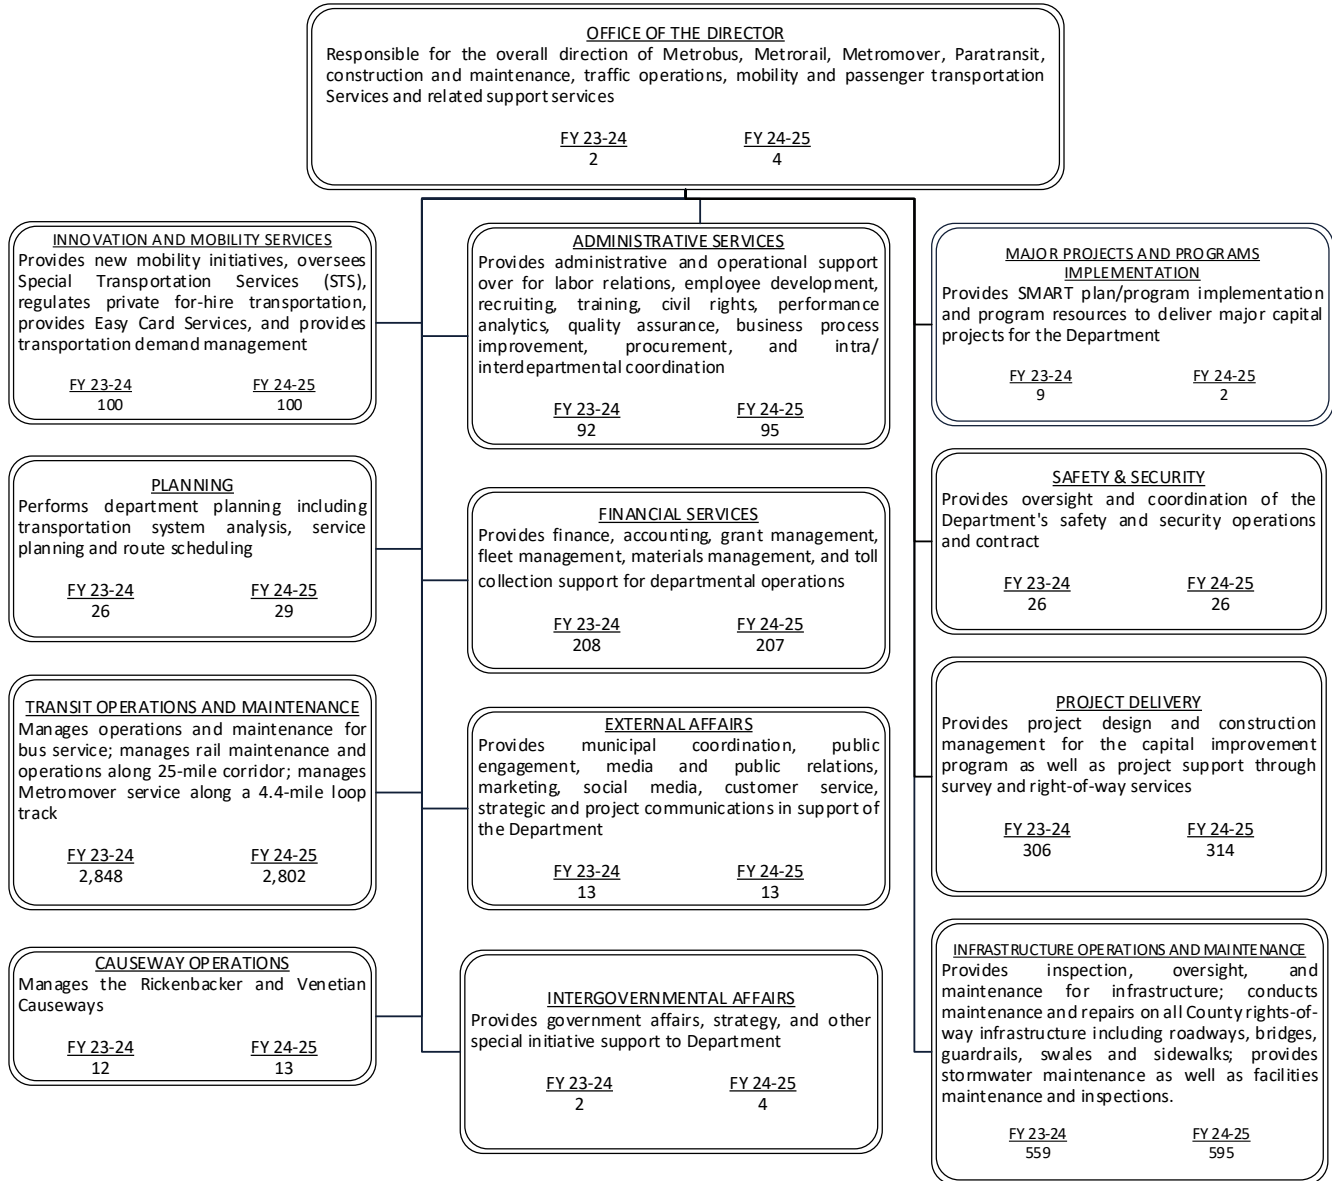 OFFICE OF THE DIRECTOR
Responsible for the overall direction of Metrobus, Metrorail, Metromover, Paratransit,
construction and maintenance, traffic operations, mobility and passenger transportation
Services and related support services
FY 23-24 FY 24-25
2 4
INNOVATION AND MOBILITY SERVICES
Provides new mobility initiatives, oversees
Special Transportation Services (STS),
regulates private for-hire transportation,
provides Easy Card Services, and provides
transportation demand management
FY 23-24 FY 24-25
100 100
PLANNING
Performs department planning including
transportation system analysis, service
planning and route scheduling
FY 23-24 FY 24-25
26 29
TRANSIT OPERATIONS AND MAINTENANCE
Manages operations and maintenance for
bus service; manages rail maintenance and
operations along 25-mile corridor; manages
Metromover service along a 4.4-mile loop
track
FY 23-24 FY 24-25
2,848 2,802
CAUSEWAY OPERATIONS
Manages the Rickenbacker and Venetian
Causeways
FY 23-24 FY 24-25
12 13
ADMINISTRATIVE SERVICES
Provides administrative and operational support
over for labor relations, employee development,
recruiting, training, civil rights, performance
analytics, quality assurance, business process
improvement, procurement, and intra/
interdepartmental coordination
FY 23-24 FY 24-25
92 95
FINANCIAL SERVICES
Provides finance, accounting, grant management,
fleet management, materials management, and toll
collection support for departmental operations
FY 23-24 FY 24-25
208 207
EXTERNAL AFFAIRS
Provides municipal coordination, public
engagement, media and public relations,
marketing, social media, customer service,
strategic and project communications in support of
the Department
FY 23-24 FY 24-25
13 13
INTERGOVERNMENTAL AFFAIRS
Provides government affairs, strategy, and other
special initiative support to Department
FY 23-24 FY 24-25
2 4
MAJOR PROJECTS AND PROGRAMS
IMPLEMENTATION
Provides SMART plan/program implementation
and program resources to deliver major capital
projects for the Department
FY 23-24 FY 24-25
9 2
SAFETY & SECURITY
Provides oversight and coordination of the
Department's safety and security operations
and contract
FY 23-24 FY 24-25
26 26
PROJECT DELIVERY
Provides project design and construction
management for the capital improvement
program as well as project support through
survey and right-of-way services
FY 23-24 FY 24-25
306 314
INFRASTRUCTURE OPERATIONS AND MAINTENANCE
Provides inspection, oversight, and
maintenance for infrastructure; conducts
maintenance and repairs on all County rights-of-
way infrastructure including roadways, bridges,
guardrails, swales and sidewalks; provides
stormwater maintenance as well as facilities
maintenance and inspections.
FY 23-24 FY 24-25
559 595